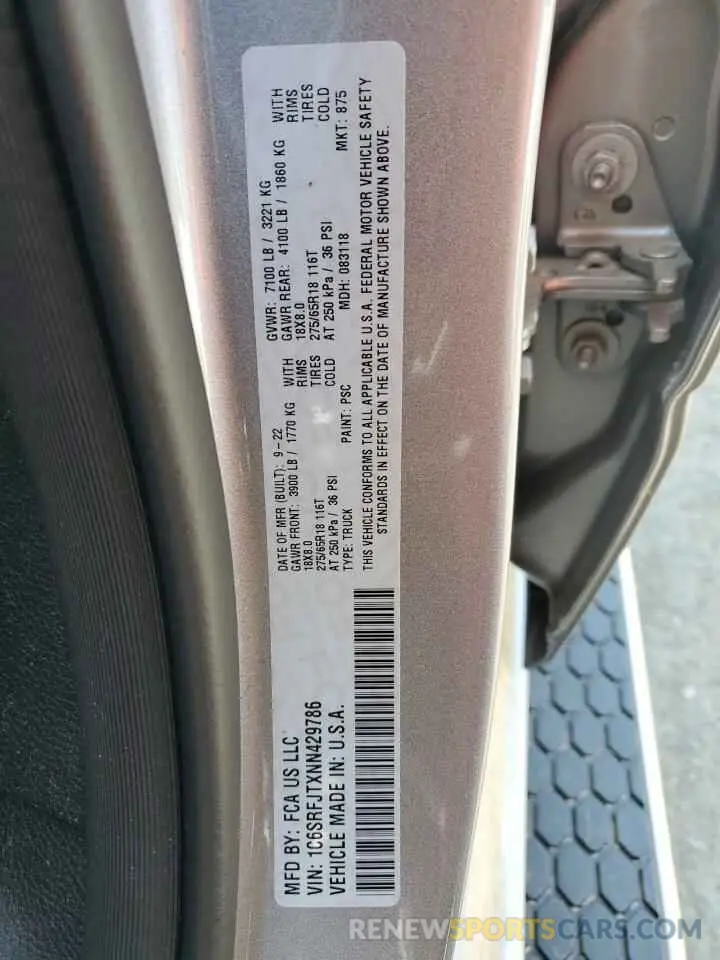 MFD BY: FCA US LLC
VIN: 1C6SRFJTXNN429786
VEHICLE MADE IN: U.S.A.
DATE OF MFR (BUILT): 9-22 GVWR: 7100 LB / 3221 KG
GAWR FRONT: 3900 LB / 1770 KG WITH GAWR REAR: 4100 LB / 1860 KG WITH
18X8.0 RIMS 18X8.0 RIMS
275/65R18 116T TIRES 275/65R18 116T TIRES
AT 250 kPa / 36 PSI COLD AT 250 kPa / 36 PSI COLD
TYPE: TRUCK PAINT: PSC MDH: 083118 MKT: 875
THIS VEHICLE CONFORMS TO ALL APPLICABLE U.S.A. FEDERAL MOTOR VEHICLE SAFETY
STANDARDS IN EFFECT ON THE DATE OF MANUFACTURE SHOWN ABOVE.
RENEWSPORTSCARS.COM